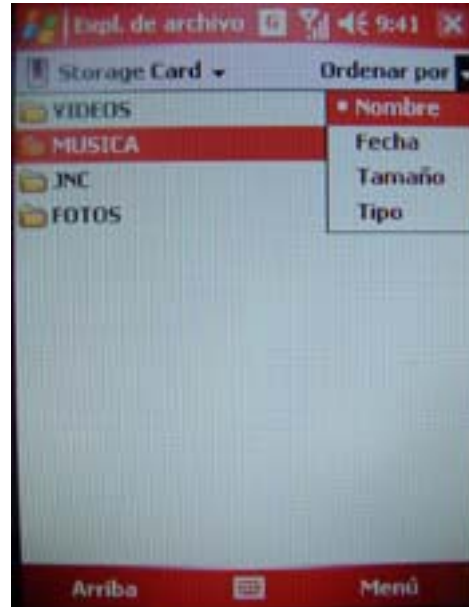 Expl. de archivo G 9:41
Storage Card Ordenar por
VIDEOS
MUSICA
JNC
FOTOS
Nombre
Fecha
Tamaño
Tipo
Arriba Menú